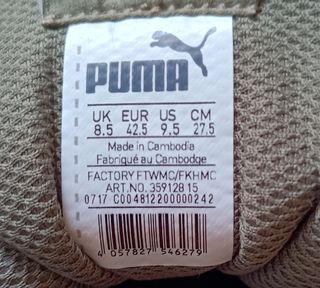 PUMA
UK EUR US CM
8.5 42.5 9.5 27.5
Made in Cambodia
Fabriqué au Cambodge
FACTORY FTWMC/FKHMC
ART.NO. 359128 15
0717 C004812200000242
4 057827 546279